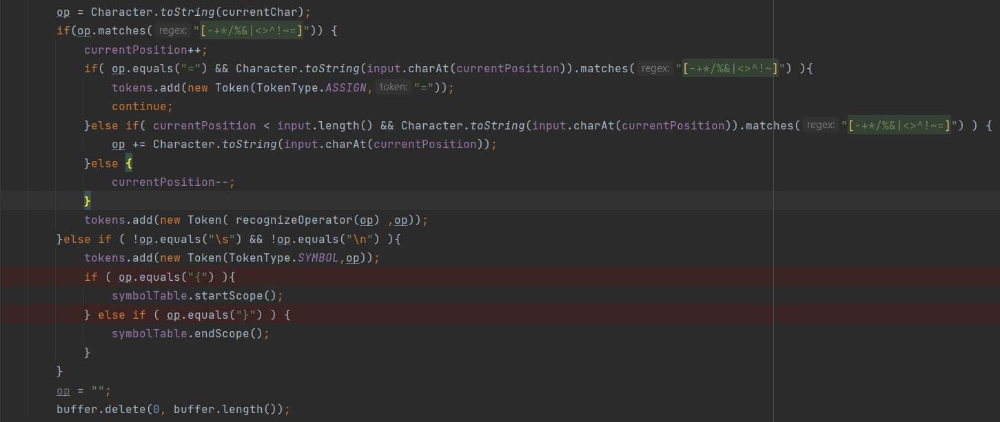 op = Character.toString(currentChar);
if(op.matches( regex: "[-+*/%&|<>^!~=]")) {
currentPosition++;
if( op.equals("=") && Character.toString(input.charAt(currentPosition)).matches( regex: "[-+*/%&|<>^!~]") ){
tokens.add(new Token(TokenType.ASSIGN, token: "="));
continue;
}else if( currentPosition < input.length() && Character.toString(input.charAt(currentPosition)).matches( regex: "[-+*/%&|<>^!~=]") ) {
op += Character.toString(input.charAt(currentPosition));
}else {
currentPosition--;
}
tokens.add(new Token( recognizeOperator(op) ,op));
}else if ( !op.equals("\s") && !op.equals("\n") ){
tokens.add(new Token(TokenType.SYMBOL,op));
if ( op.equals("{") ){
symbolTable.startScope();
} else if ( op.equals("}") ) {
symbolTable.endScope();
}
}
op = "";
buffer.delete(0, buffer.length());